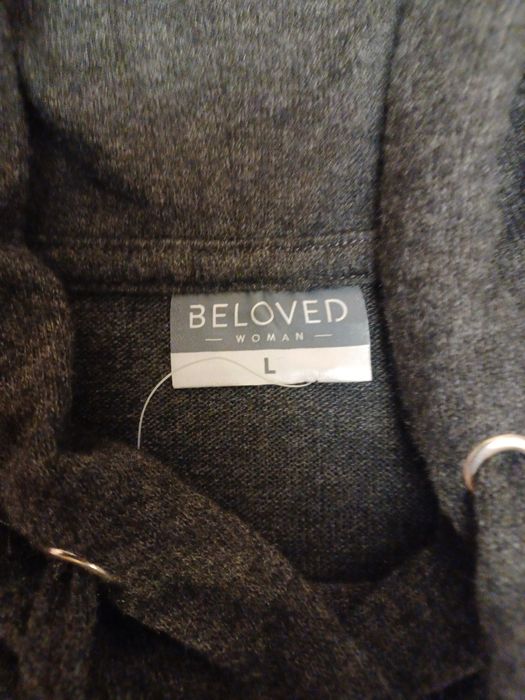 BELOVED
— WOMAN —
L